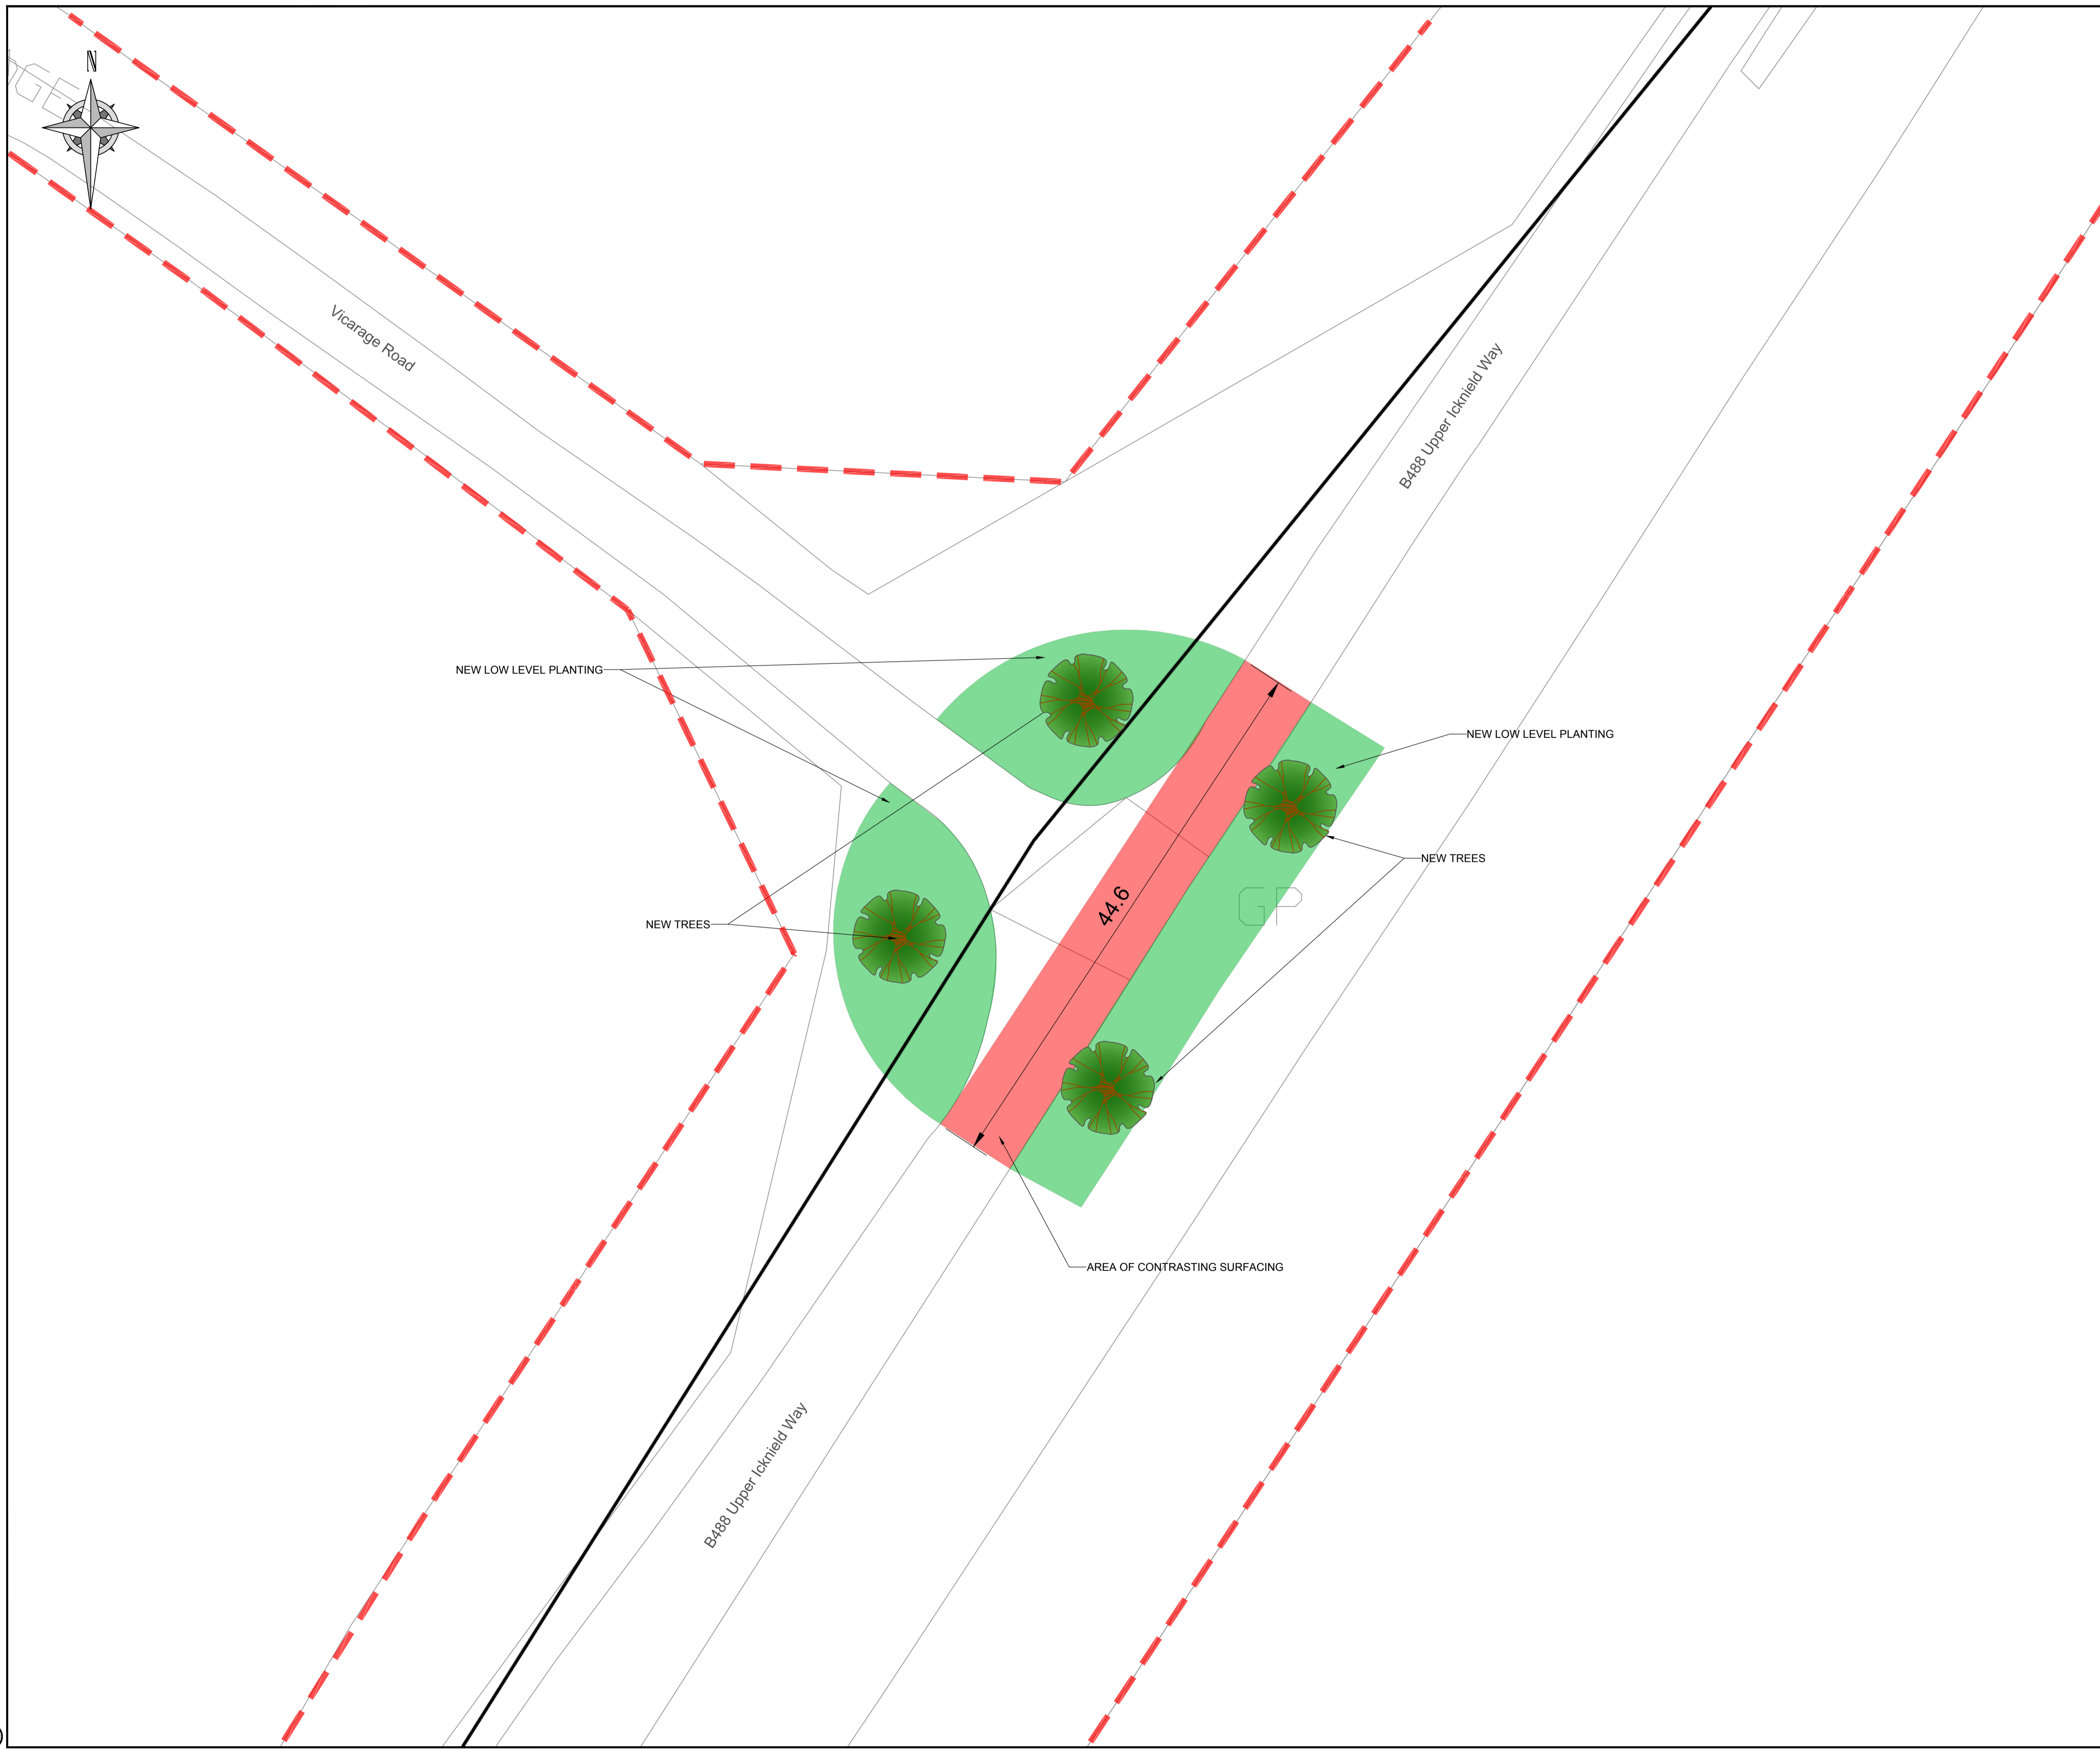 N
Vicarage Road
B488 Upper Icknield Way
NEW LOW LEVEL PLANTING
NEW LOW LEVEL PLANTING
NEW TREES
44.6
GP
NEW TREES
AREA OF CONTRASTING SURFACING
B488 Upper Icknield Way